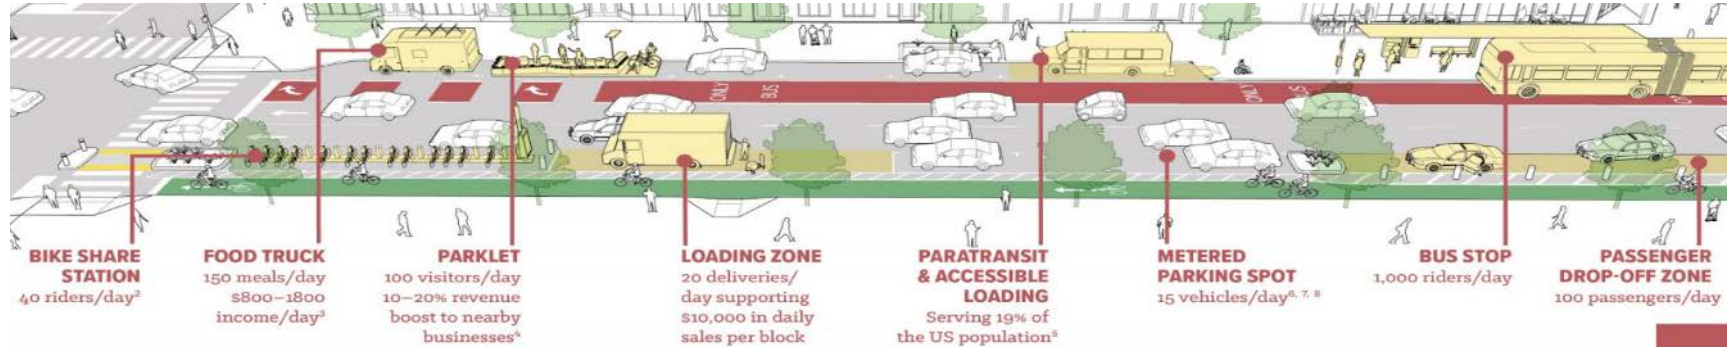 ONLY
BUS
ONLY
BUS
BIKE SHARE
STATION
40 riders/day²
FOOD TRUCK
150 meals/day
$800–1800
income/day³
PARKLET
100 visitors/day
10–20% revenue
boost to nearby
businesses⁴
LOADING ZONE
20 deliveries/
day supporting
$10,000 in daily
sales per block
PARATRANSIT
& ACCESSIBLE
LOADING
Serving 19% of
the US population⁵
METERED
PARKING SPOT
15 vehicles/day⁶, ⁷, ⁸
BUS STOP
1,000 riders/day
PASSENGER
DROP-OFF ZONE
100 passengers/day